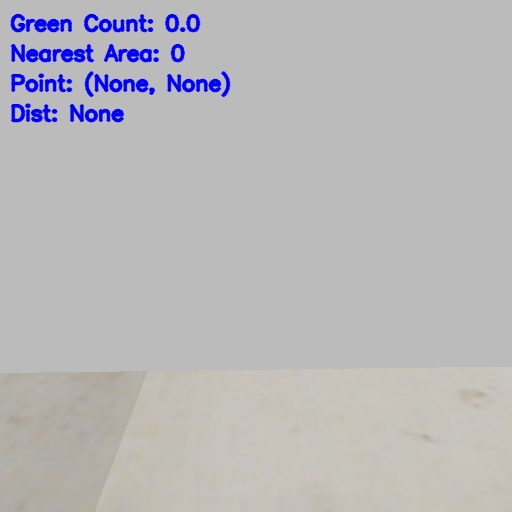 Green Count: 0.0
Nearest Area: 0
Point: (None, None)
Dist: None